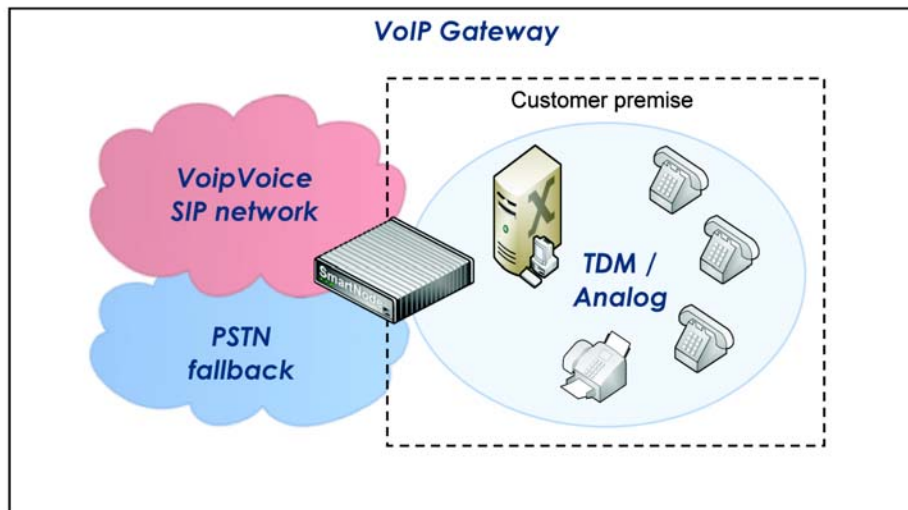 VoIP Gateway
Customer premise
VoipVoice
SIP network
SmartNode
TDM /
Analog
PSTN
fallback